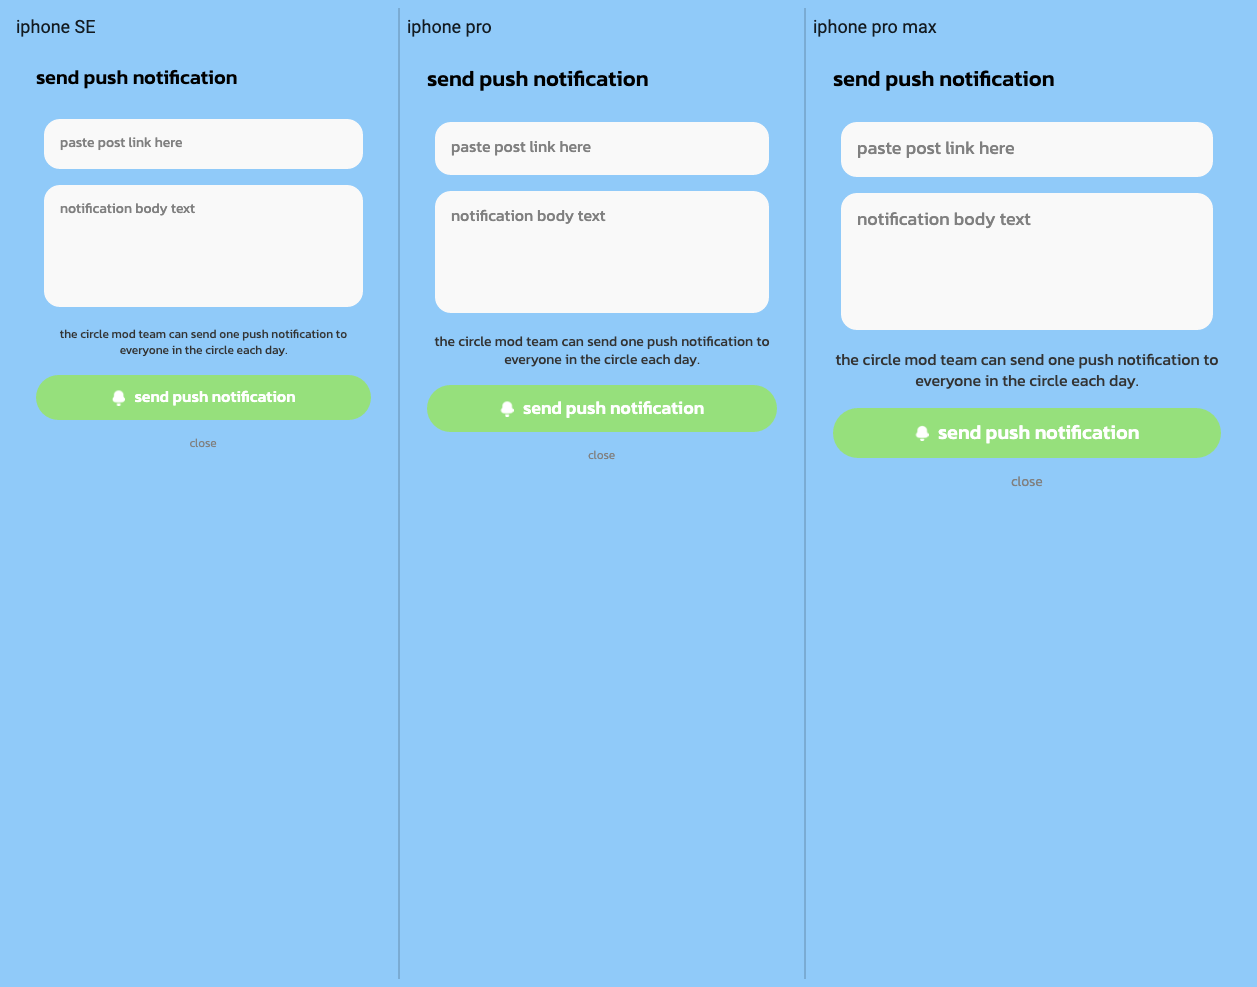 iphone SE
send push notification
paste post link here
notification body text
the circle mod team can send one push notification to
everyone in the circle each day.
send push notification
close
iphone pro
send push notification
paste post link here
notification body text
the circle mod team can send one push notification to
everyone in the circle each day.
send push notification
close
iphone pro max
send push notification
paste post link here
notification body text
the circle mod team can send one push notification to
everyone in the circle each day.
send push notification
close